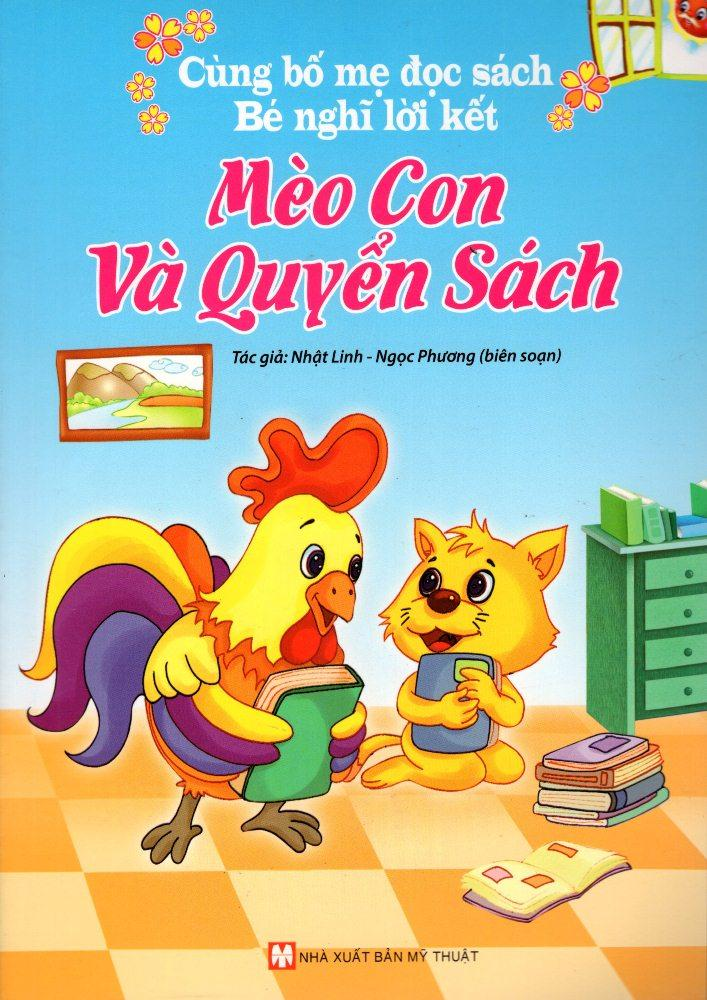 Cùng bố mẹ đọc sách
Bé nghĩ lời kết
Mèo Con
Và Quyển Sách
Tác giả: Nhật Linh - Ngọc Phương (biên soạn)
NHÀ XUẤT BẢN MỸ THUẬT